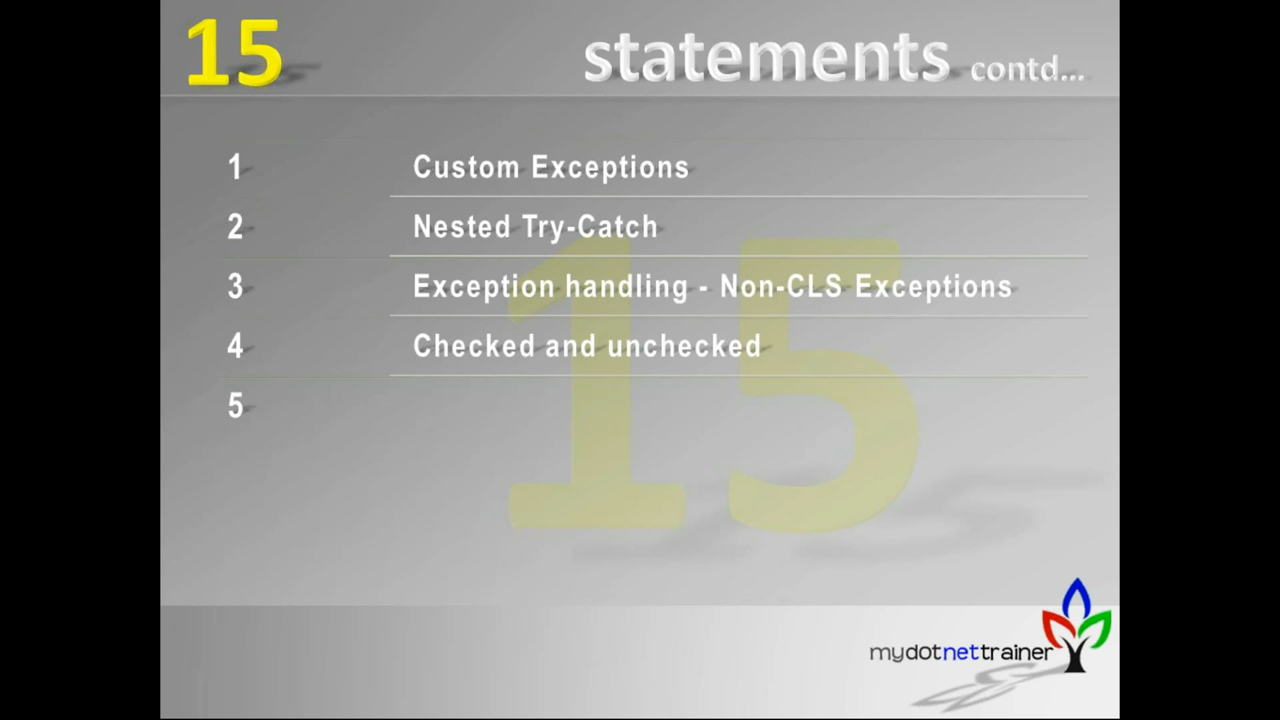 15
statements contd...
1 Custom Exceptions
2 Nested Try-Catch
3 Exception handling - Non-CLS Exceptions
4 Checked and unchecked
5
15
mydotnettrainer